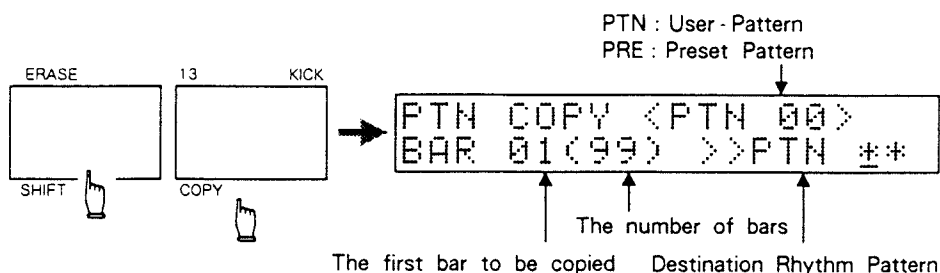 PTN : User - Pattern
PRE : Preset Pattern
ERASE
13 KICK
PTN COPY <PTN 00>
BAR 01(99) >>PTN **
SHIFT
COPY
The number of bars
The first bar to be copied Destination Rhythm Pattern